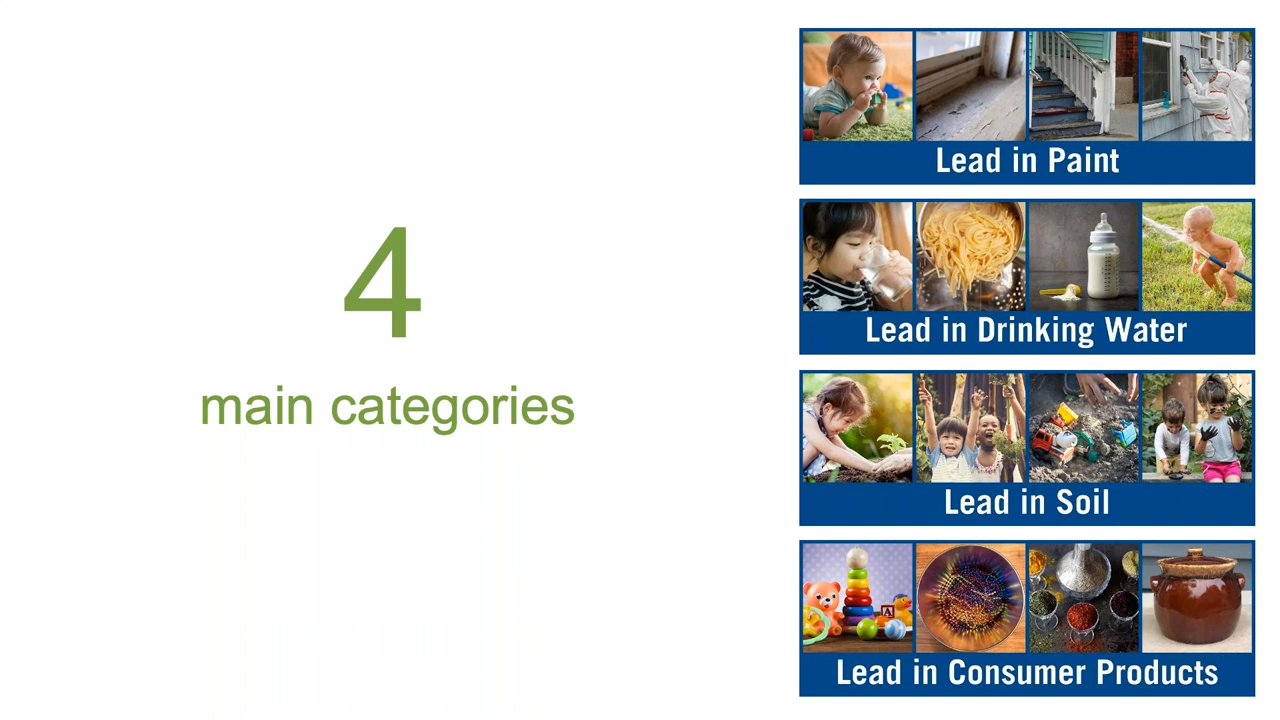 4
main categories
Lead in Paint
Lead in Drinking Water
Lead in Soil
Lead in Consumer Products